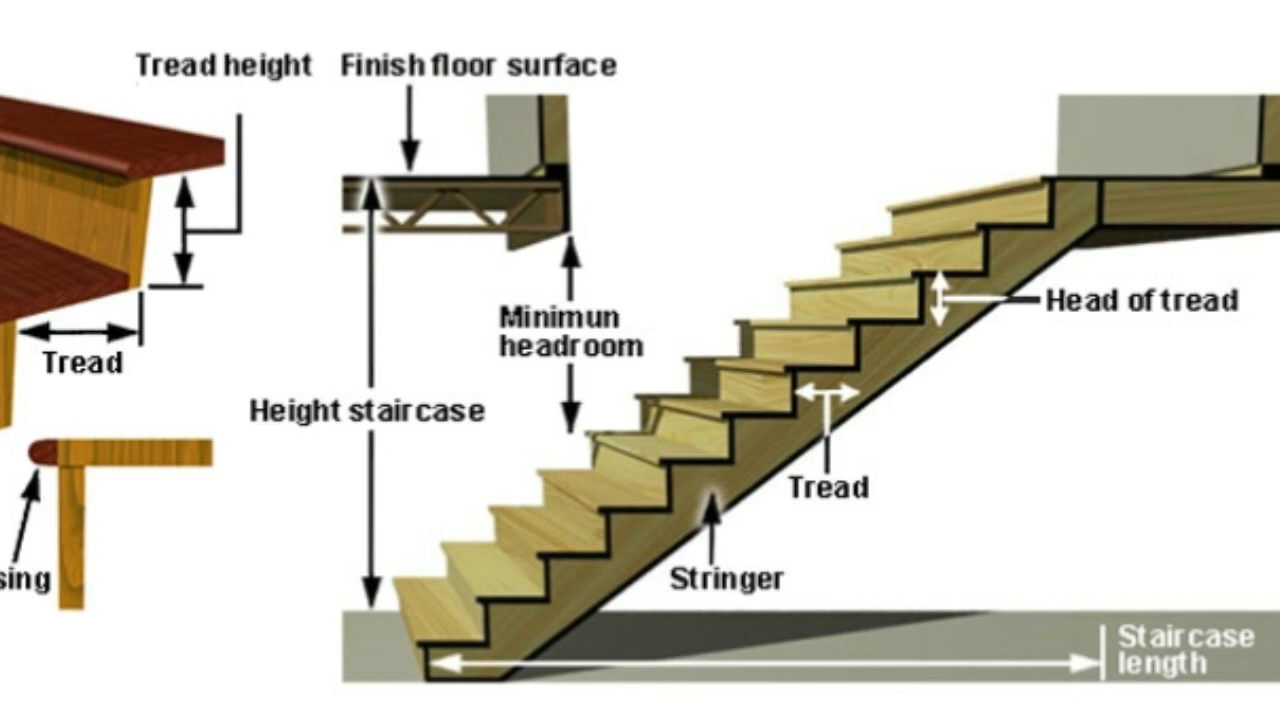 Tread height
Finish floor surface
Minimun
headroom
Head of tread
Tread
Height staircase
Tread
Stringer
sing
Staircase
length